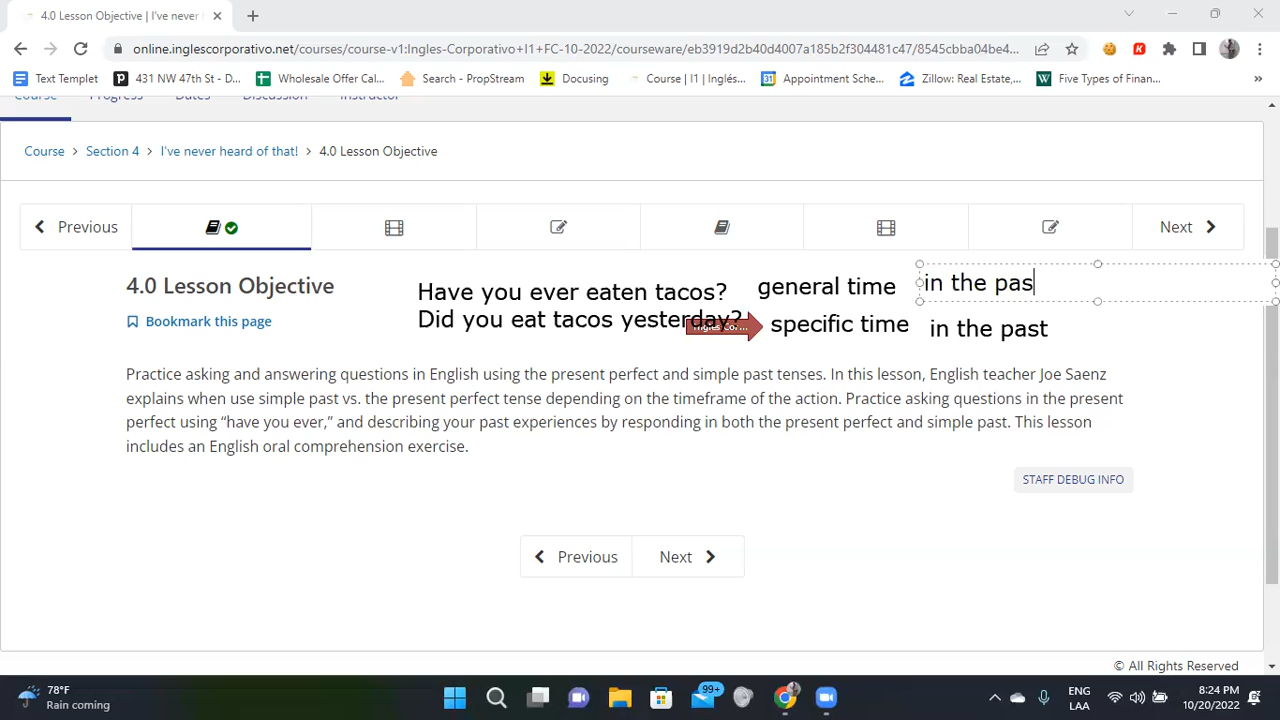 4.0 Lesson Objective | I've never h
online.inglescorporativo.net/courses/course-v1:Ingles-Corporativo+I1+FC-10-2022/courseware/eb3919d2b40d4007a185b2f304481c47/8545cbba04be4...
Text Templet 431 NW 47th St - D... Wholesale Offer Cal... Search - PropStream Docusing Course | I1 | Inglés... Appointment Sche... Zillow: Real Estate,... Five Types of Finan... »
Course Progress Dates Discussion Instructor
Course > Section 4 > I've never heard of that! > 4.0 Lesson Objective
Previous Next
4.0 Lesson Objective
Bookmark this page
Have you ever eaten tacos? general time in the pas
Did you eat tacos yesterday? specific time in the past
Ingles Cor...
Practice asking and answering questions in English using the present perfect and simple past tenses. In this lesson, English teacher Joe Saenz
explains when use simple past vs. the present perfect tense depending on the timeframe of the action. Practice asking questions in the present
perfect using “have you ever,” and describing your past experiences by responding in both the present perfect and simple past. This lesson
includes an English oral comprehension exercise.
STAFF DEBUG INFO
Previous Next
© All Rights Reserved
78°F
Rain coming
99+
ENG
LAA
8:24 PM
10/20/2022